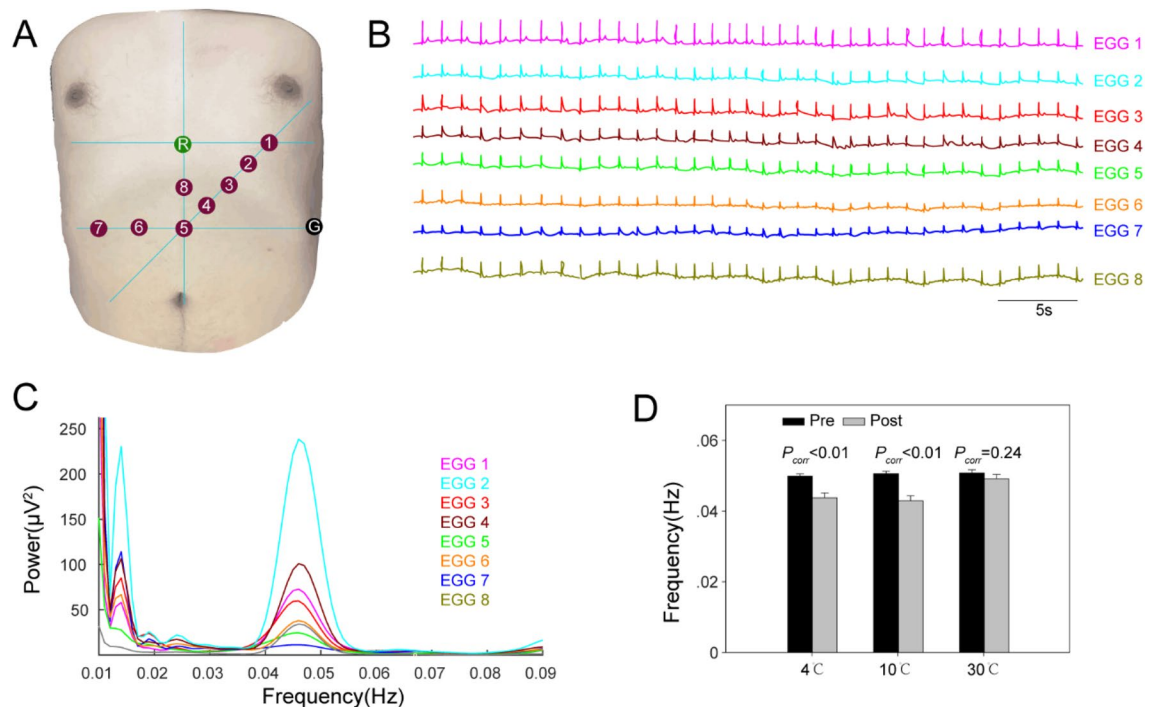 A
R
1
2
3
8
4
7
6
5
G
B
EGG 1
EGG 2
EGG 3
EGG 4
EGG 5
EGG 6
EGG 7
EGG 8
5s
C
Power(µV²)
250
200
150
100
50
EGG 1
EGG 2
EGG 3
EGG 4
EGG 5
EGG 6
EGG 7
EGG 8
0.01 0.02 0.03 0.04 0.05 0.06 0.07 0.08 0.09
Frequency(Hz)
D
Frequency(Hz)
Pre Post
.06
.04
.02
0
Pcorr<0.01 Pcorr<0.01 Pcorr=0.24
4℃ 10℃ 30℃